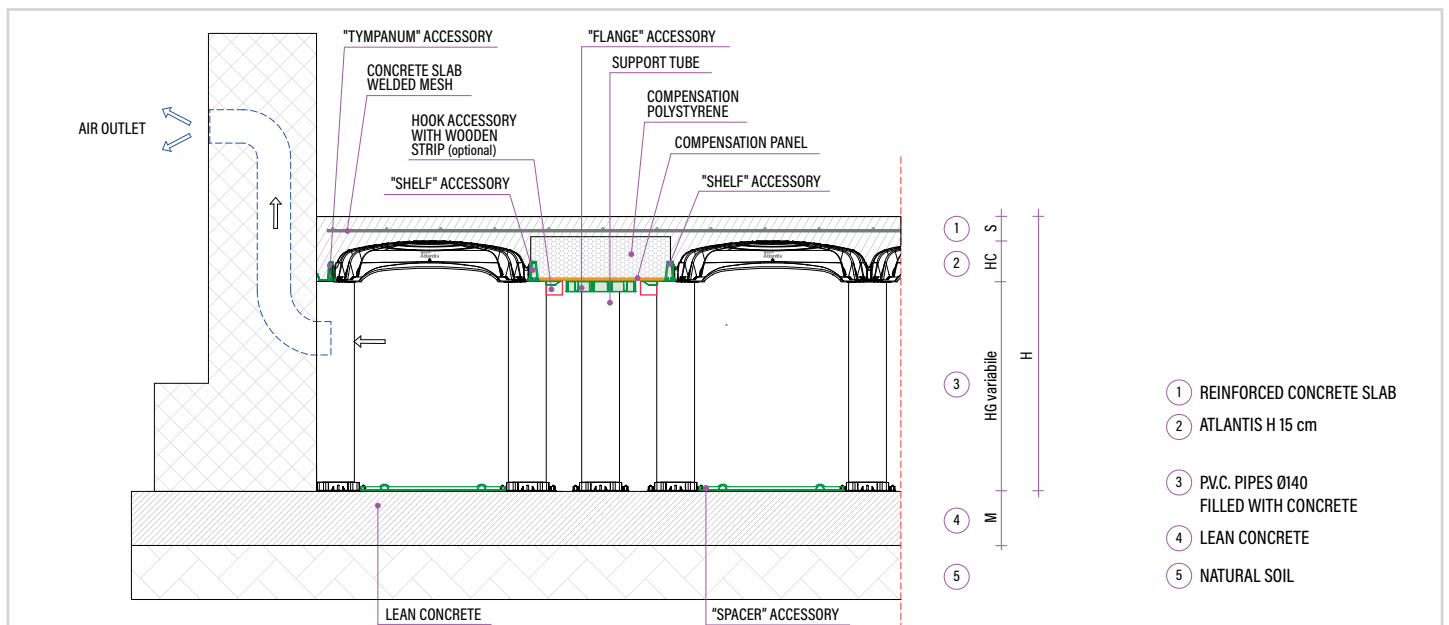 "TYMPANUM" ACCESSORY
"FLANGE" ACCESSORY
CONCRETE SLAB
WELDED MESH
SUPPORT TUBE
HOOK ACCESSORY
WITH WOODEN
STRIP (optional)
COMPENSATION
POLYSTYRENE
AIR OUTLET
COMPENSATION PANEL
"SHELF" ACCESSORY
"SHELF" ACCESSORY
Atlantis
Atlantis
1
S
2
HC
3
HG variabile
H
4
M
5
1 REINFORCED CONCRETE SLAB
2 ATLANTIS H 15 cm
3 P.V.C. PIPES Ø140
FILLED WITH CONCRETE
4 LEAN CONCRETE
5 NATURAL SOIL
LEAN CONCRETE
"SPACER" ACCESSORY